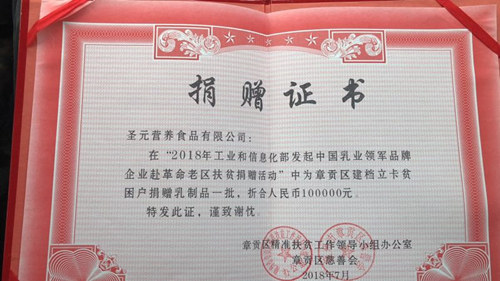 捐赠证书
圣元营养食品有限公司：
在“2018年工业和信息化部发起中国乳业领军品牌
企业赴革命老区扶贫捐赠活动”中为章贡区建档立卡贫
困户捐赠乳制品一批，折合人民币100000元。
特发此证，谨致谢忱。
章贡区精准扶贫工作领导小组办公室
章贡区慈善会
2018年7月